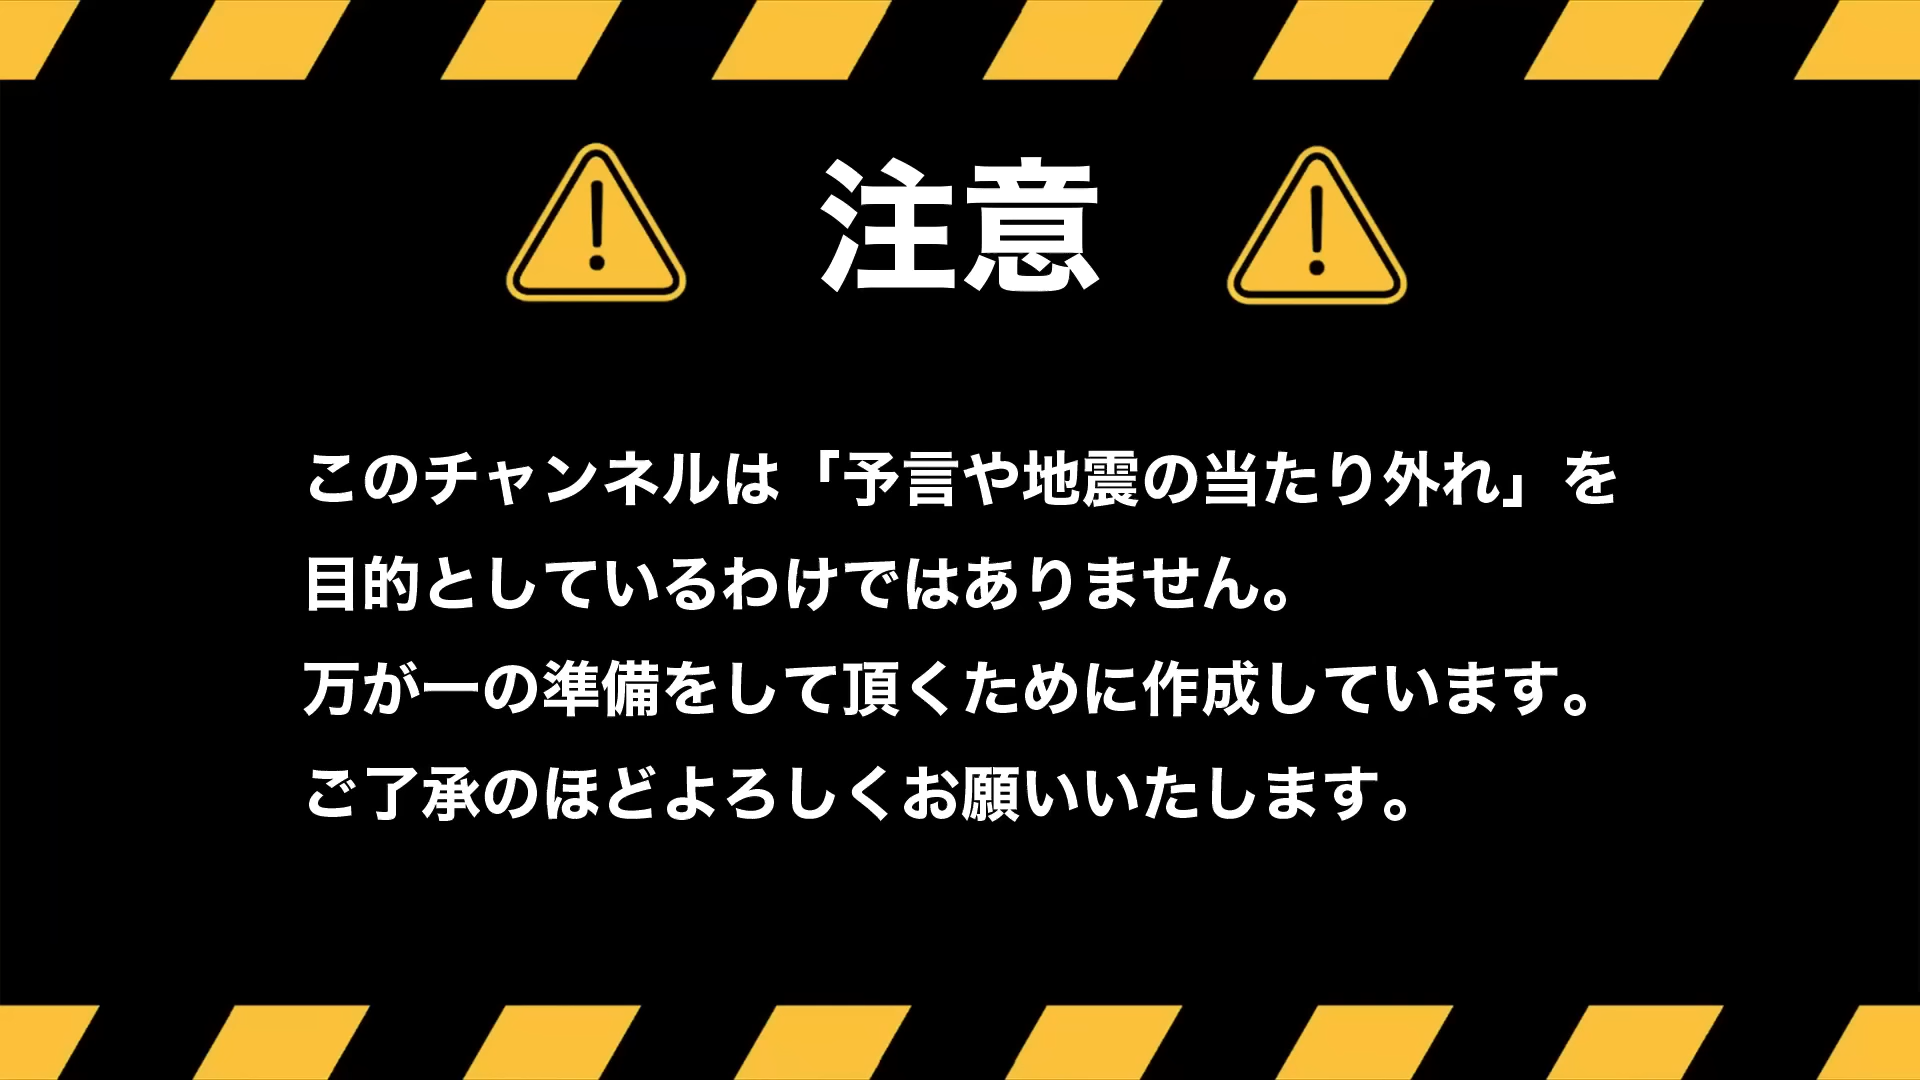 注意
このチャンネルは「予言や地震の当たり外れ」を
目的としているわけではありません。
万が一の準備をして頂くために作成しています。
ご了承のほどよろしくお願いいたします。